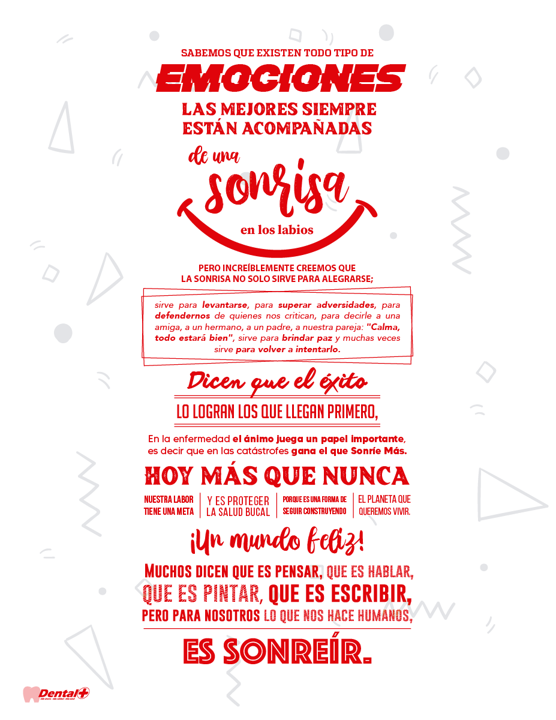 SABEMOS QUE EXISTEN TODO TIPO DE
EMOCIONES
LAS MEJORES SIEMPRE
ESTÁN ACOMPAÑADAS
de una
sonrisa
en los labios
PERO INCREÍBLEMENTE CREEMOS QUE
LA SONRISA NO SOLO SIRVE PARA ALEGRARSE;
sirve para levantarse, para superar adversidades, para
defendernos de quienes nos critican, para decirle a una
amiga, a un hermano, a un padre, a nuestra pareja: "Calma,
todo estará bien", sirve para brindar paz y muchas veces
sirve para volver a intentarlo.
Dicen que el éxito
LO LOGRAN LOS QUE LLEGAN PRIMERO,
En la enfermedad el ánimo juega un papel importante,
es decir que en las catástrofes gana el que Sonríe Más.
HOY MÁS QUE NUNCA
NUESTRA LABOR
TIENE UNA META
Y ES PROTEGER
LA SALUD BUCAL
PORQUE ES UNA FORMA DE
SEGUIR CONSTRUYENDO
EL PLANETA QUE
QUEREMOS VIVIR.
¡Un mundo feliz!
MUCHOS DICEN QUE ES PENSAR, QUE ES HABLAR,
QUE ES PINTAR, QUE ES ESCRIBIR,
PERO PARA NOSOTROS LO QUE NOS HACE HUMANOS,
ES SONREÍR.
Dental+